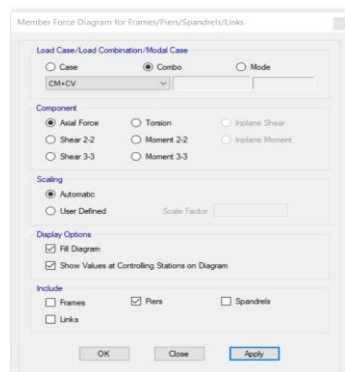 Member Force Diagram for Frames/Piers/Spandrels/Links
Load Case/Load Combination/Modal Case
Case Combo Mode
CM+CV
Component
Axial Force Torsion Inplane Shear
Shear 2-2 Moment 2-2 Inplane Moment
Shear 3-3 Moment 3-3
Scaling
Automatic
User Defined Scale Factor
Display Options
Fill Diagram
Show Values at Controlling Stations on Diagram
Include
Frames Piers Spandrels
Links
OK Close Apply